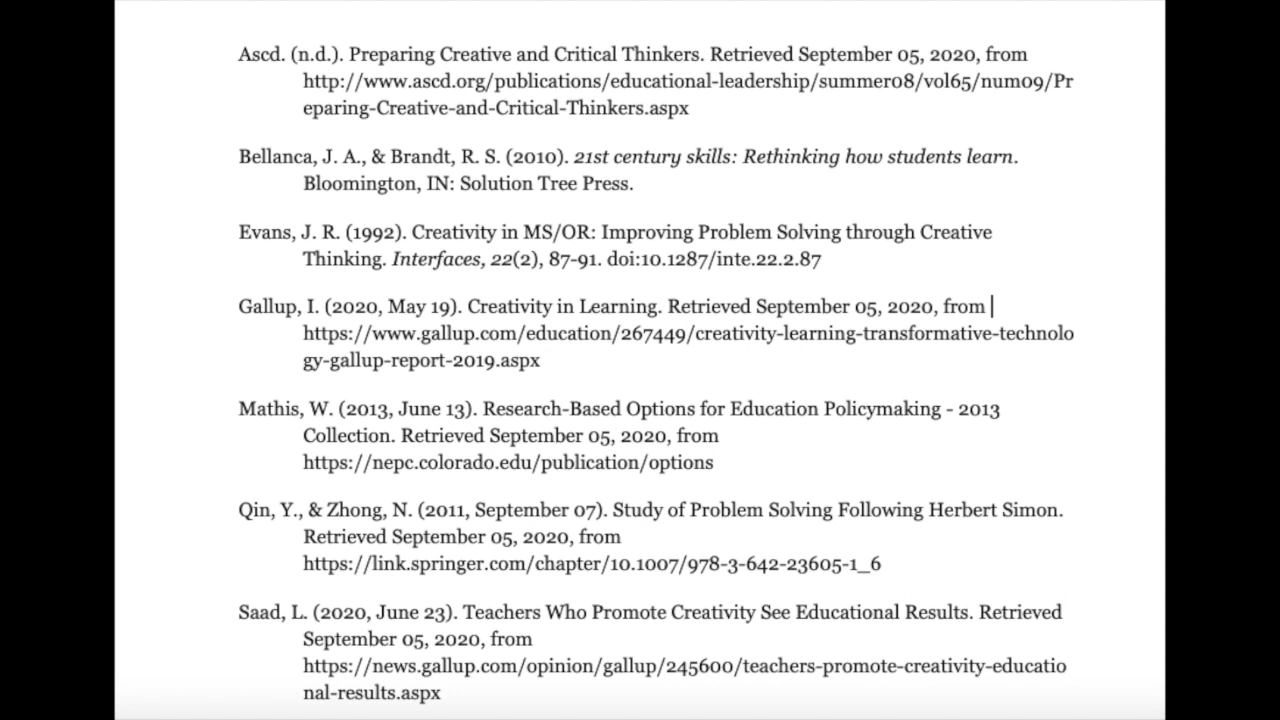 Ascd. (n.d.). Preparing Creative and Critical Thinkers. Retrieved September 05, 2020, from
http://www.ascd.org/publications/educational-leadership/summer08/vol65/num09/Pr
eparing-Creative-and-Critical-Thinkers.aspx
Bellanca, J. A., & Brandt, R. S. (2010). 21st century skills: Rethinking how students learn.
Bloomington, IN: Solution Tree Press.
Evans, J. R. (1992). Creativity in MS/OR: Improving Problem Solving through Creative
Thinking. Interfaces, 22(2), 87-91. doi:10.1287/inte.22.2.87
Gallup, I. (2020, May 19). Creativity in Learning. Retrieved September 05, 2020, from
https://www.gallup.com/education/267449/creativity-learning-transformative-technolo
gy-gallup-report-2019.aspx
Mathis, W. (2013, June 13). Research-Based Options for Education Policymaking - 2013
Collection. Retrieved September 05, 2020, from
https://nepc.colorado.edu/publication/options
Qin, Y., & Zhong, N. (2011, September 07). Study of Problem Solving Following Herbert Simon.
Retrieved September 05, 2020, from
https://link.springer.com/chapter/10.1007/978-3-642-23605-1_6
Saad, L. (2020, June 23). Teachers Who Promote Creativity See Educational Results. Retrieved
September 05, 2020, from
https://news.gallup.com/opinion/gallup/245600/teachers-promote-creativity-educatio
nal-results.aspx